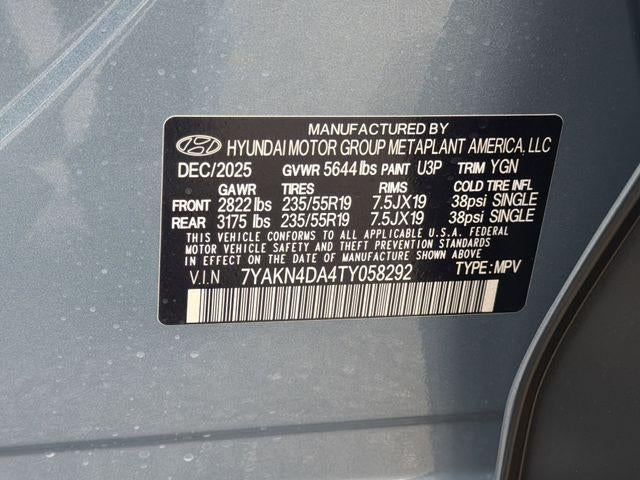 MANUFACTURED BY
HYUNDAI MOTOR GROUP METAPLANT AMERICA, LLC
DEC/2025 GVWR 5644 lbs PAINT U3P TRIM YGN
GAWR TIRES RIMS COLD TIRE INFL
FRONT 2822 lbs 235/55R19 7.5JX19 38psi SINGLE
REAR 3175 lbs 235/55R19 7.5JX19 38psi SINGLE
THIS VEHICLE CONFORMS TO ALL APPLICABLE U.S.A. FEDERAL
MOTOR VEHICLE SAFETY AND THEFT PREVENTION STANDARDS
IN EFFECT ON THE DATE OF MANUFACTURE SHOWN ABOVE.
V.I.N 7YAKN4DA4TY058292 TYPE : MPV